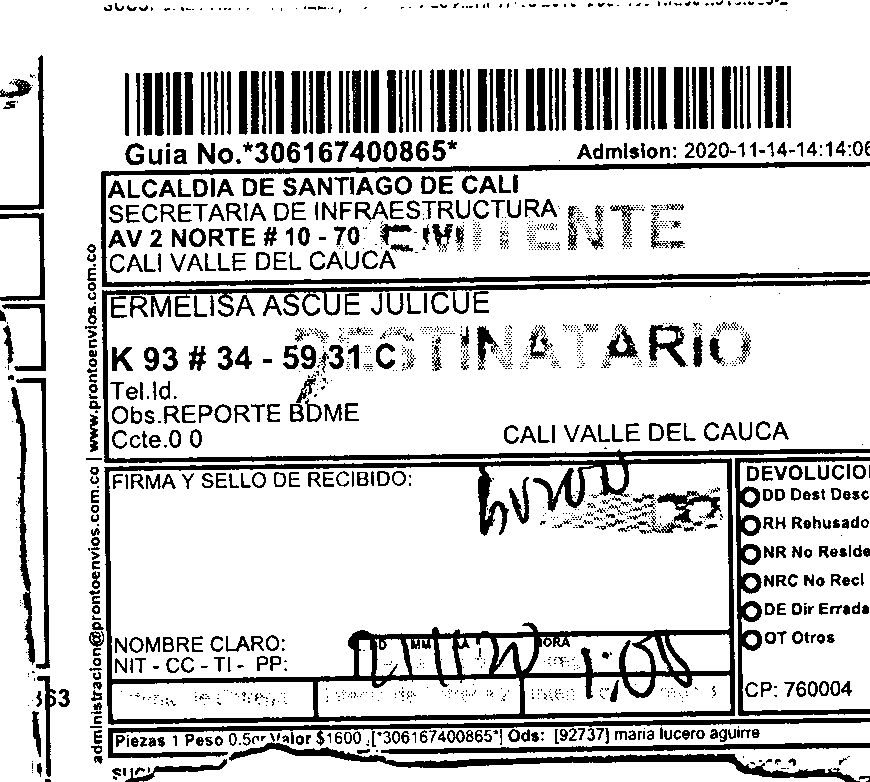 Guia No.*306167400865*
Admision: 2020-11-14-14:14:06
ALCALDIA DE SANTIAGO DE CALI
SECRETARIA DE INFRAESTRUCTURA
AV 2 NORTE # 10 - 70
CALI VALLE DEL CAUCA
ERMELISA ASCUE JULICUE
DESTINATARIO
K 93 # 34 - 59 31 C
Tel.Id.
Obs.REPORTE BDME
Ccte.0 0
CALI VALLE DEL CAUCA
www.prontoenvios.com.co
administracion@prontoenvios.com.co
FIRMA Y SELLO DE RECIBIDO:
buzon
NOMBRE CLARO:
NIT - CC - TI - PP:
MM
1:08
DEVOLUCIO
DD Dest Desc
RH Rehusado
NR No Reside
NRC No Recl
DE Dir Errada
OT Otros
CP: 760004
Piezas 1 Peso 0.5gr Valor $1600 ,[*306167400865*] Ods: [92737] maria lucero aguirre